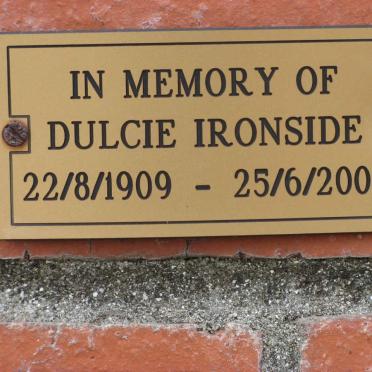 IN MEMORY OF
DULCIE IRONSIDE
22/8/1909 - 25/6/200